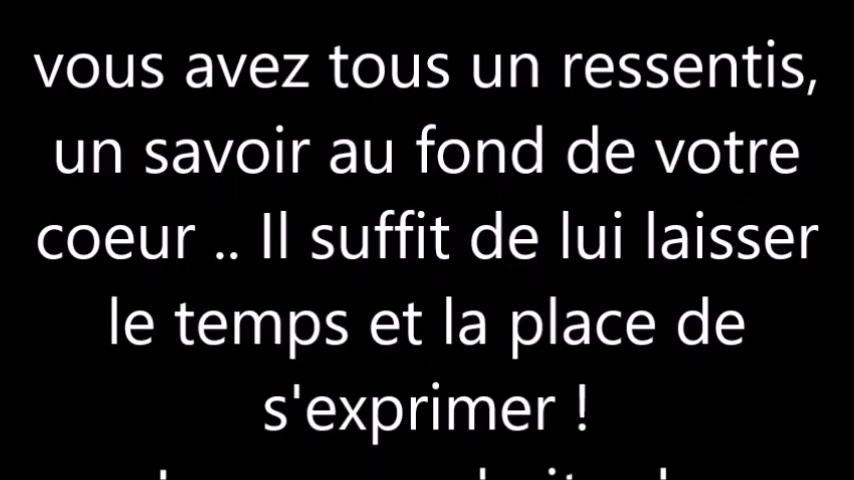 vous avez tous un ressentis,
un savoir au fond de votre
coeur .. Il suffit de lui laisser
le temps et la place de
s'exprimer !